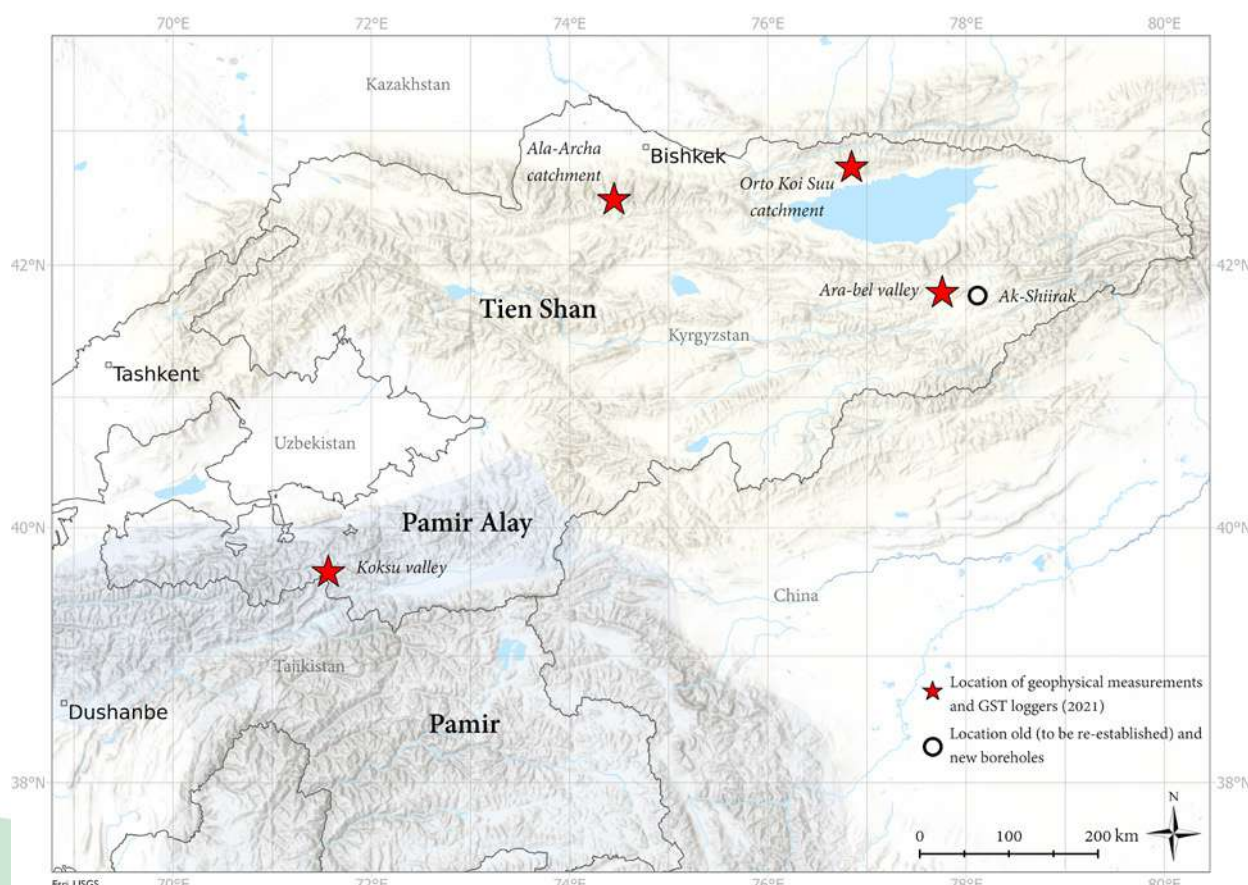 70°E
72°E
74°E
76°E
78°E
80°E
Kazakhstan
Ala-Archa
catchment
Bishkek
Orto Koi Suu
catchment
42°N
42°N
Ara-bel valley
Ak-Shiirak
Tien Shan
Kyrgyzstan
Tashkent
Uzbekistan
40°N
Pamir Alay
40°N
Koksu valley
China
Tajikistan
Dushanbe
Pamir
Location of geophysical measurements
and GST loggers (2021)
Location old (to be re-established) and
new boreholes
38°N
38°N
N
0 100 200 km
Esri USGS
70°E
72°E
74°E
76°E
78°E
80°E